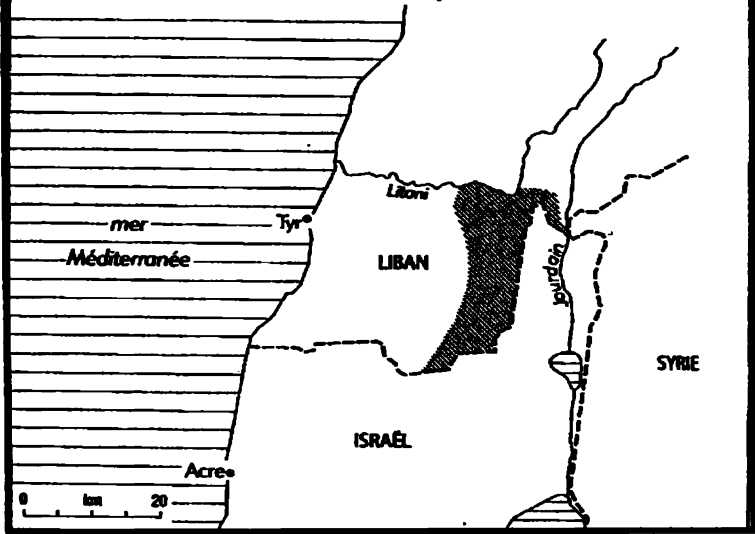 Litani
Tyr
mer
Méditerranée
LIBAN
Jourdain
SYRIE
ISRAËL
Acre
0 km 20